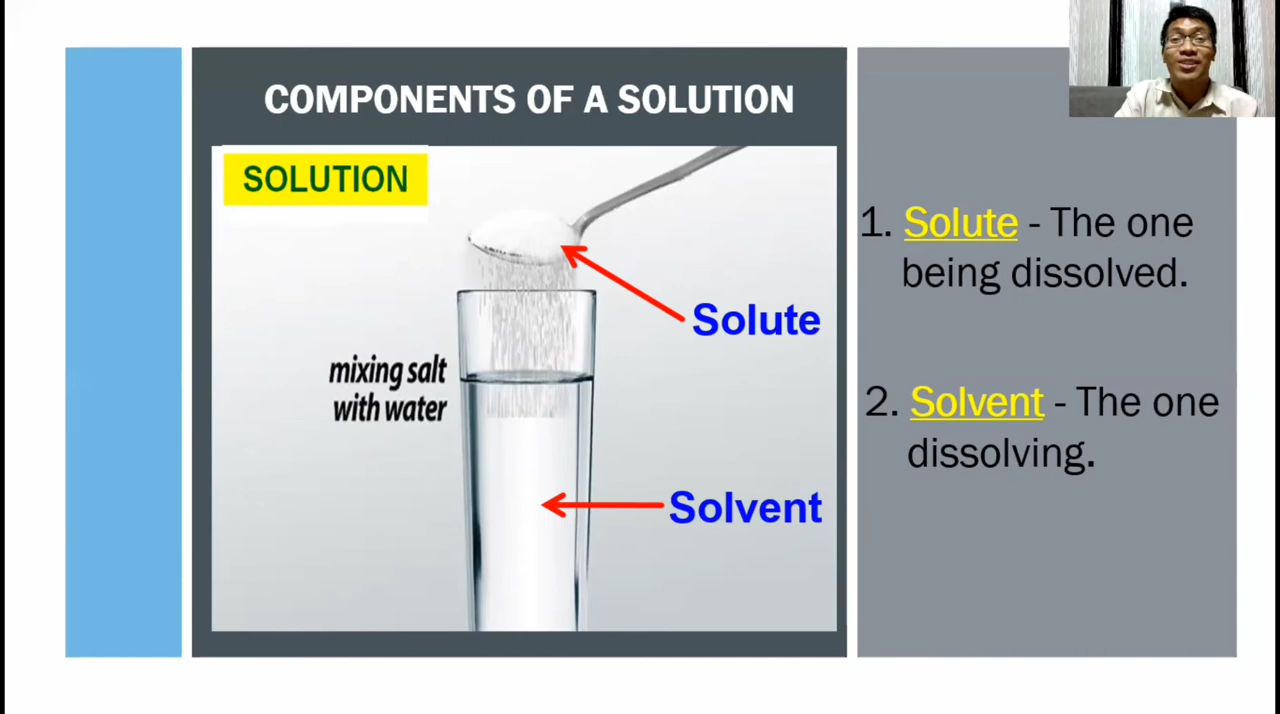 COMPONENTS OF A SOLUTION
SOLUTION
Solute
mixing salt
with water
Solvent
1. Solute - The one
being dissolved.
2. Solvent - The one
dissolving.